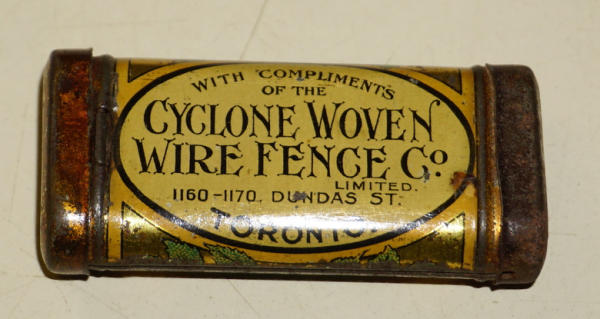 WITH COMPLIMENTS
OF THE
CYCLONE WOVEN
WIRE FENCE Co
LIMITED.
1160-1170. DUNDAS ST.
TORONTO.